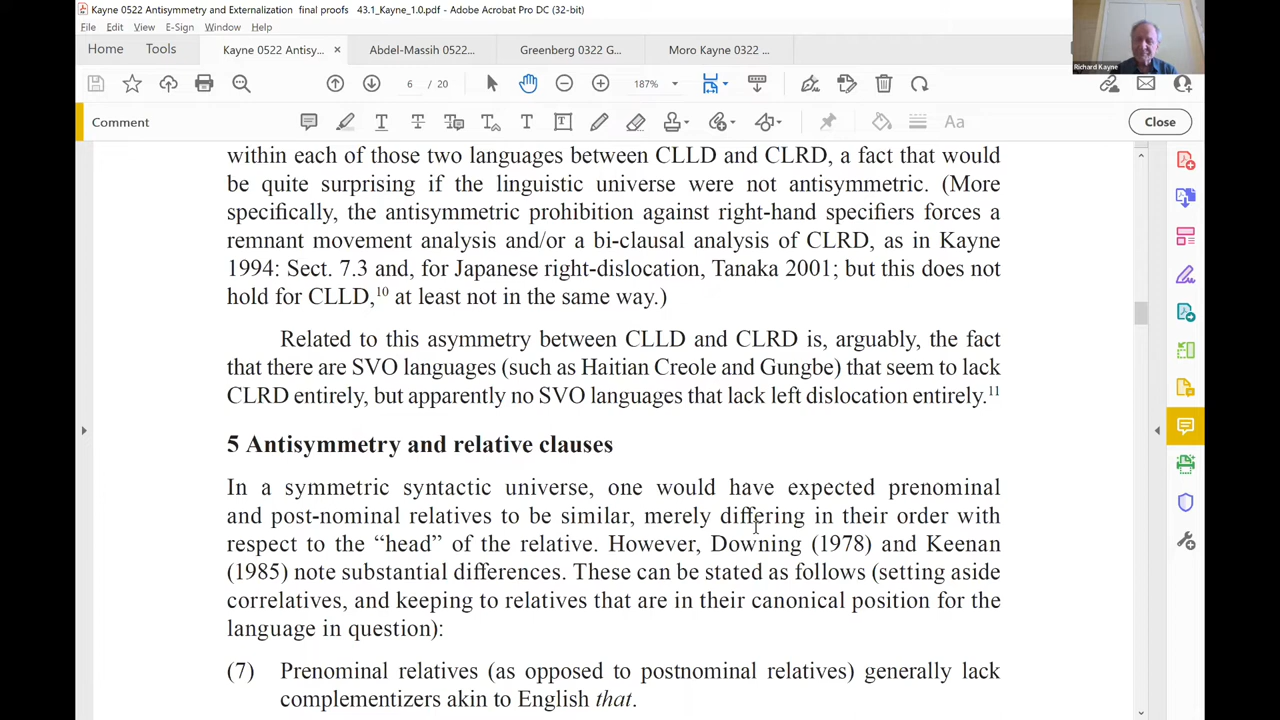 Kayne 0522 Antisymmetry and Externalization final proofs 43.1_Kayne_1.0.pdf - Adobe Acrobat Pro DC (32-bit)
File Edit View E-Sign Window Help
Home Tools Kayne 0522 Antisy... × Abdel-Massih 0522... Greenberg 0322 G... Moro Kayne 0322 ...
Richard Kayne
6 / 20 187%
Comment Aa Close
within each of those two languages between CLLD and CLRD, a fact that would
be quite surprising if the linguistic universe were not antisymmetric. (More
specifically, the antisymmetric prohibition against right-hand specifiers forces a
remnant movement analysis and/or a bi-clausal analysis of CLRD, as in Kayne
1994: Sect. 7.3 and, for Japanese right-dislocation, Tanaka 2001; but this does not
hold for CLLD,10 at least not in the same way.)
Related to this asymmetry between CLLD and CLRD is, arguably, the fact
that there are SVO languages (such as Haitian Creole and Gungbe) that seem to lack
CLRD entirely, but apparently no SVO languages that lack left dislocation entirely.11
5 Antisymmetry and relative clauses
In a symmetric syntactic universe, one would have expected prenominal
and post-nominal relatives to be similar, merely differing in their order with
respect to the “head” of the relative. However, Downing (1978) and Keenan
(1985) note substantial differences. These can be stated as follows (setting aside
correlatives, and keeping to relatives that are in their canonical position for the
language in question):
(7) Prenominal relatives (as opposed to postnominal relatives) generally lack
complementizers akin to English that.